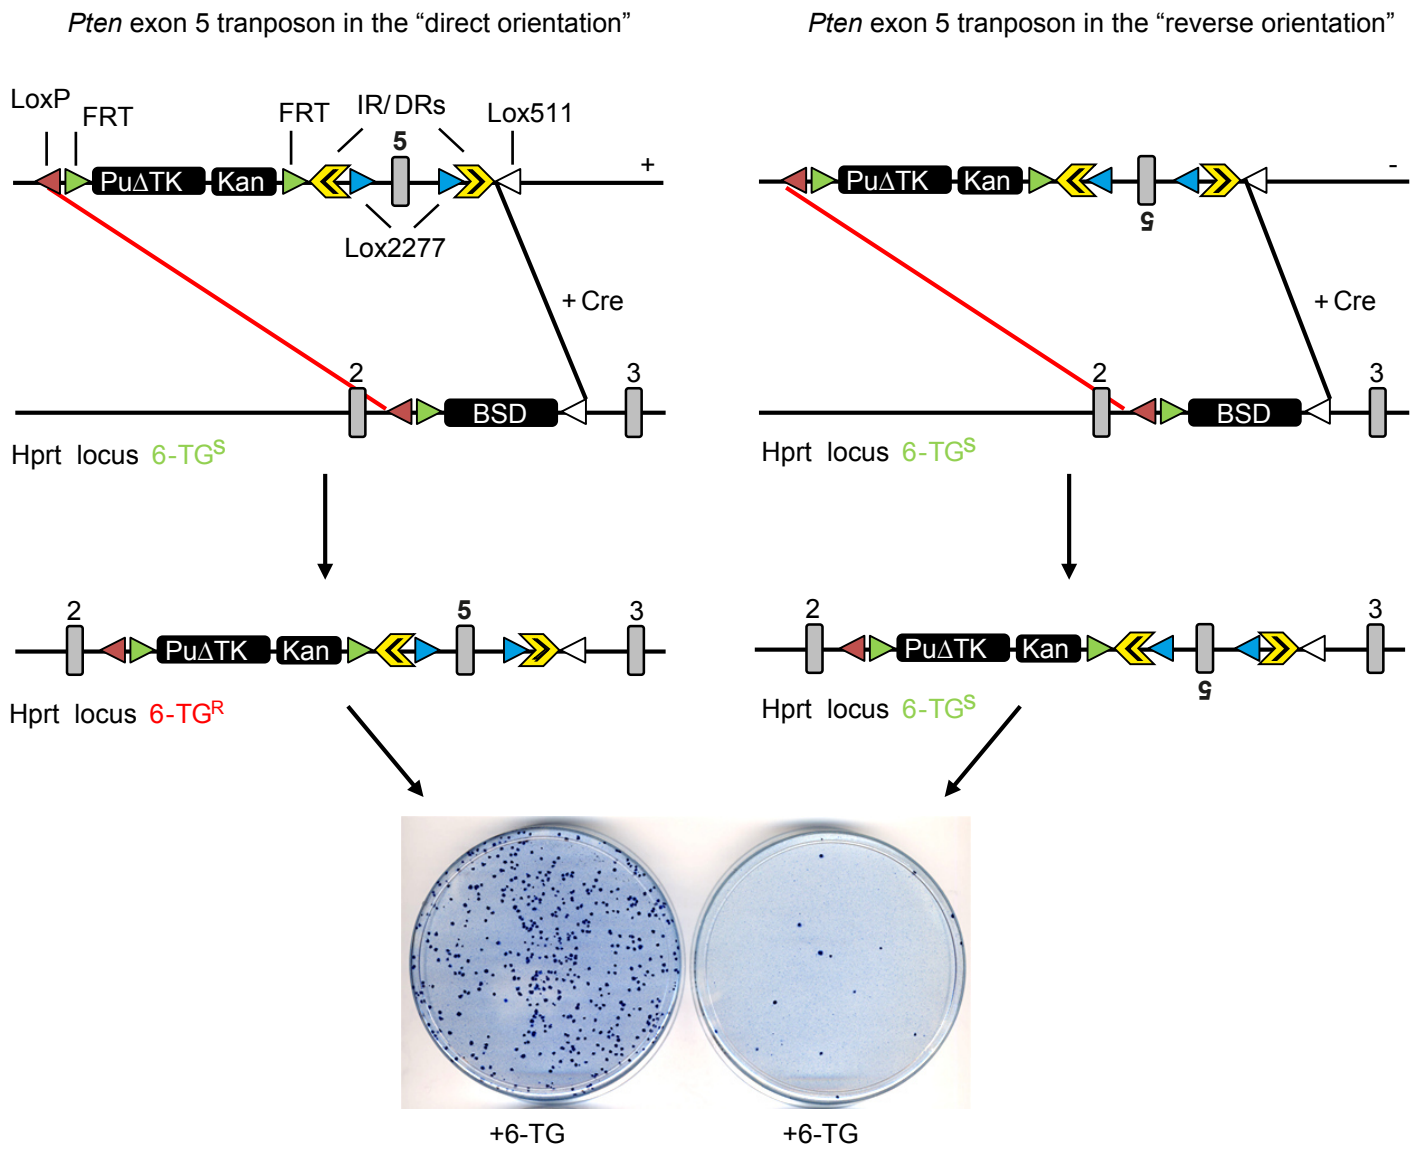 Pten exon 5 tranposon in the “direct orientation”
LoxP
FRT
FRT
IR/DRs
Lox511
5
+
PuΔTK
Kan
Lox2277
+ Cre
2
3
BSD
Hprt locus 6-TGS
2
5
3
PuΔTK
Kan
Hprt locus 6-TGR
Pten exon 5 tranposon in the “reverse orientation”
-
PuΔTK
Kan
5
+ Cre
2
3
BSD
Hprt locus 6-TGS
2
3
PuΔTK
Kan
5
Hprt locus 6-TGS
+6-TG
+6-TG